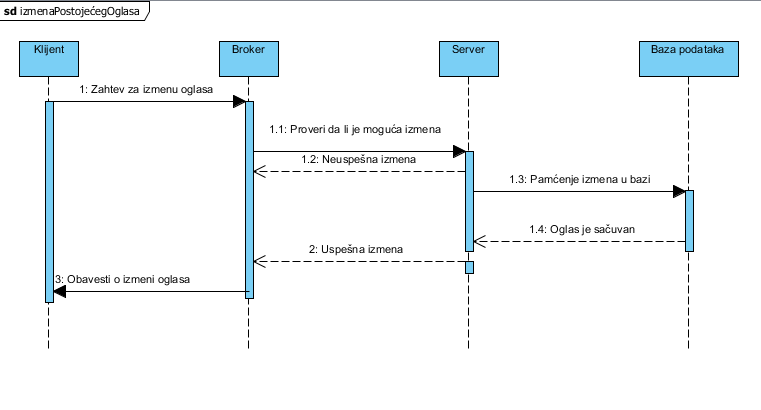 sd izmenaPostojećegOglasa
Klijent
Broker
Server
Baza podataka
1: Zahtev za izmenu oglasa
1.1: Proveri da li je moguća izmena
1.2: Neuspešna izmena
1.3: Pamćenje izmena u bazi
1.4: Oglas je sačuvan
2: Uspešna izmena
3: Obavesti o izmeni oglasa